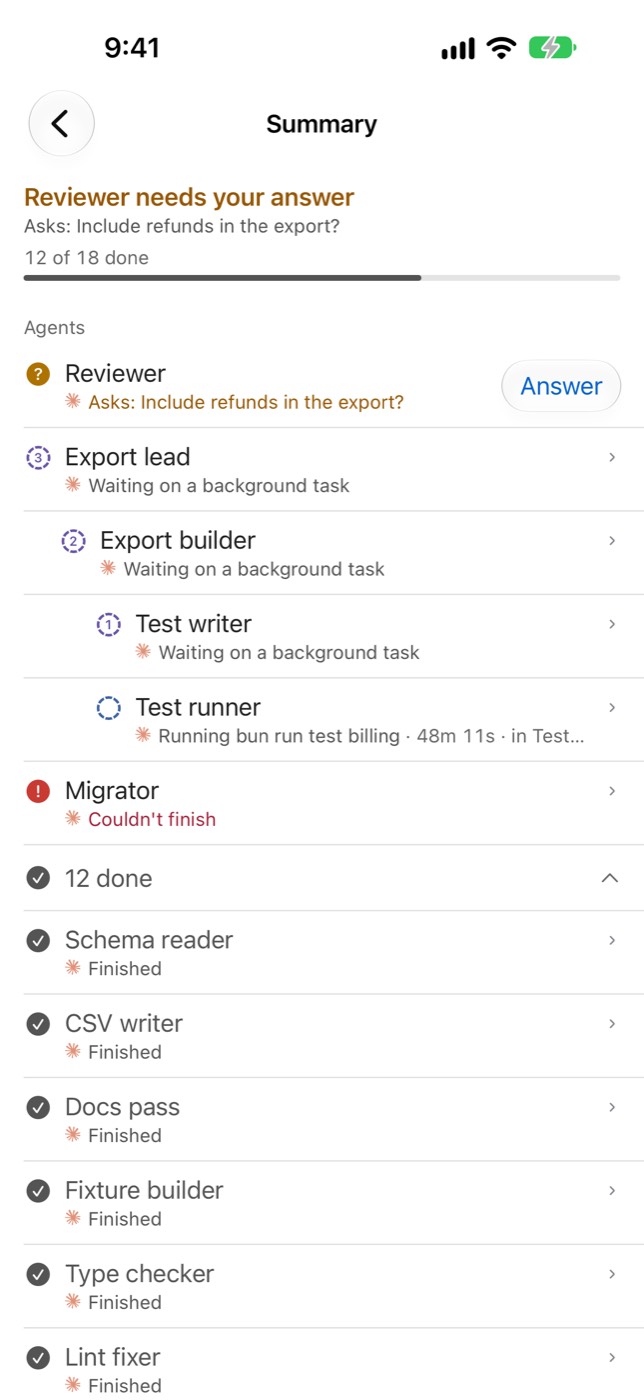 9:41
Summary
Reviewer needs your answer
Asks: Include refunds in the export?
12 of 18 done
Agents
?
Reviewer
Asks: Include refunds in the export?
Answer
3
Export lead
Waiting on a background task
2
Export builder
Waiting on a background task
1
Test writer
Waiting on a background task
Test runner
Running bun run test billing · 48m 11s · in Test...
!
Migrator
Couldn't finish
12 done
Schema reader
Finished
CSV writer
Finished
Docs pass
Finished
Fixture builder
Finished
Type checker
Finished
Lint fixer
Finished